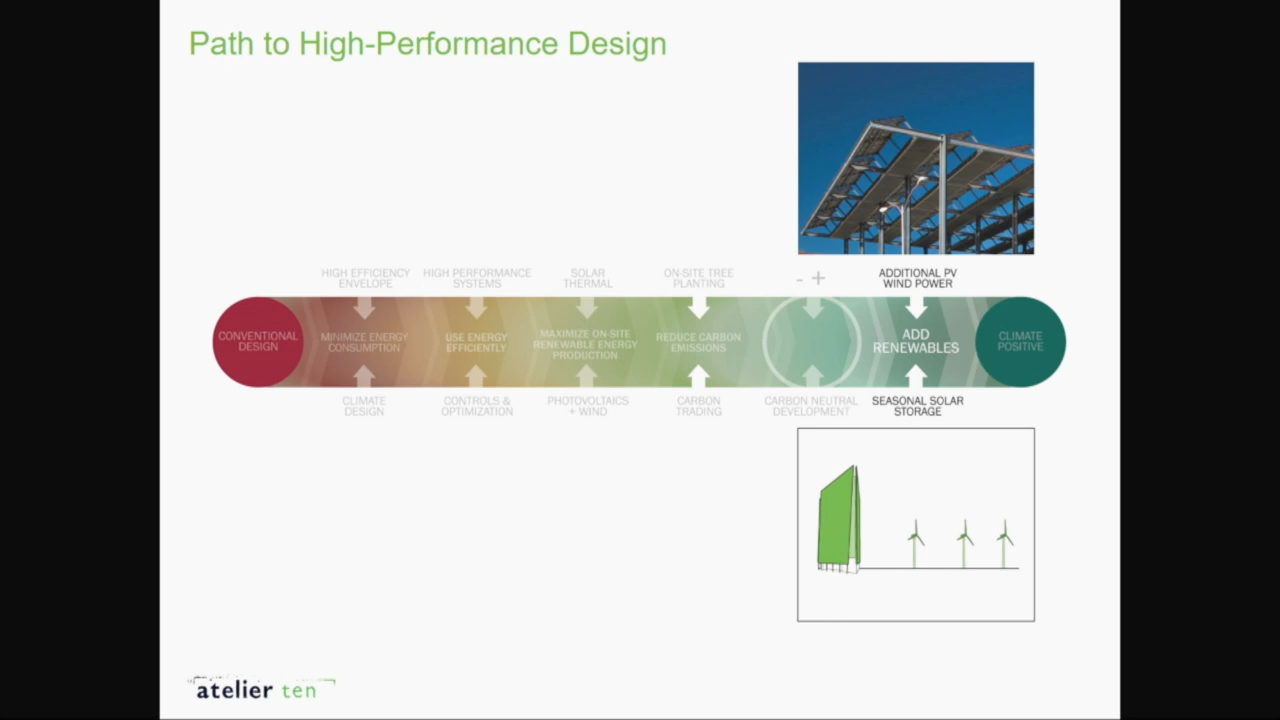 Path to High-Performance Design
HIGH EFFICIENCY
ENVELOPE
HIGH PERFORMANCE
SYSTEMS
SOLAR
THERMAL
ON-SITE TREE
PLANTING
- +
ADDITIONAL PV
WIND POWER
CONVENTIONAL
DESIGN
MINIMIZE ENERGY
CONSUMPTION
USE ENERGY
EFFICIENTLY
MAXIMIZE ON-SITE
RENEWABLE ENERGY
PRODUCTION
REDUCE CARBON
EMISSIONS
ADD
RENEWABLES
CLIMATE
POSITIVE
CLIMATE
DESIGN
CONTROLS &
OPTIMIZATION
PHOTOVOLTAICS
+ WIND
CARBON
TRADING
CARBON NEUTRAL
DEVELOPMENT
SEASONAL SOLAR
STORAGE
atelier ten